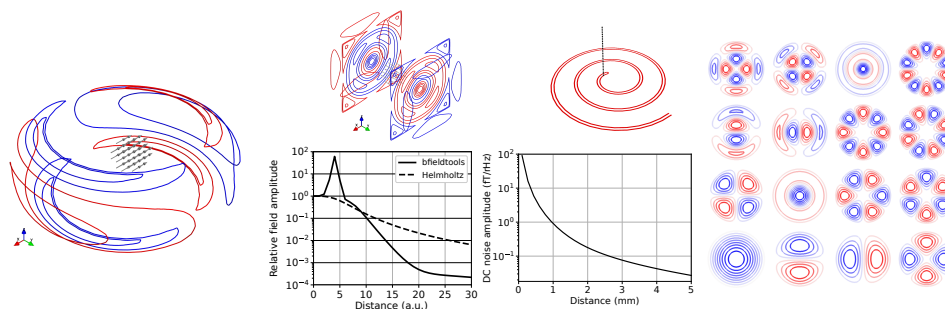 10²
10¹
10⁰
10⁻¹
10⁻²
10⁻³
10⁻⁴
Relative field amplitude
bfieldtools
Helmholtz
0 5 10 15 20 25 30
Distance (a.u.)
10²
10¹
10⁰
10⁻¹
DC noise amplitude (fT/rHz)
0 1 2 3 4 5
Distance (mm)